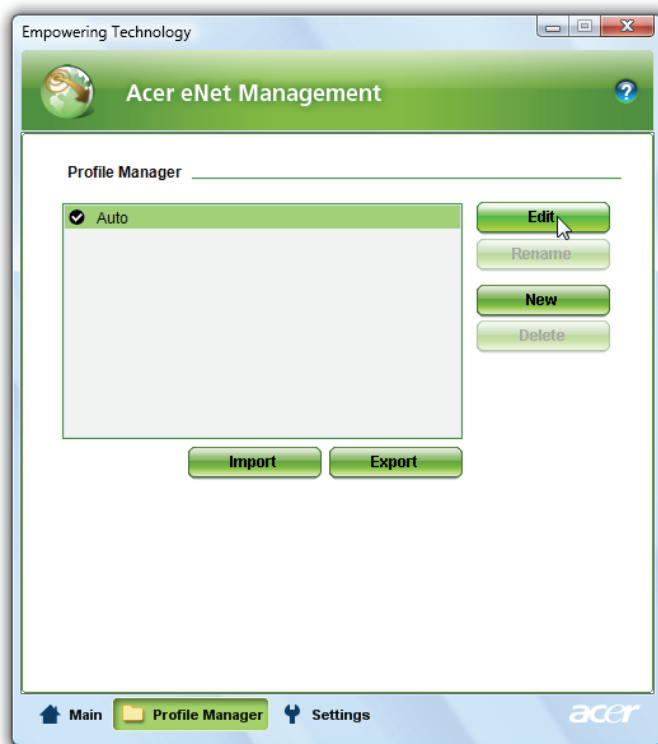 Empowering Technology
Acer eNet Management
?
Profile Manager
Auto
Edit
Rename
New
Delete
Import Export
Main Profile Manager Settings acer